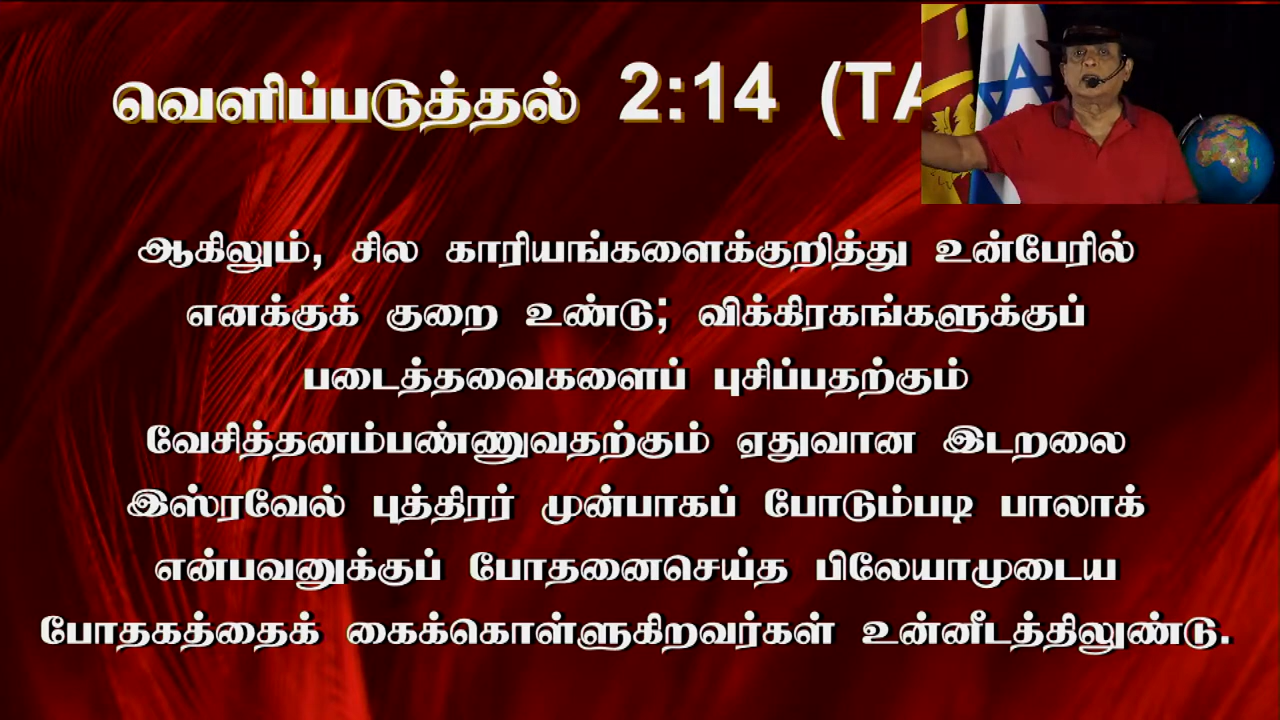 வெளிப்படுத்தல் 2:14 (TA
ஆகிலும், சில காரியங்களைக்குறித்து உன்பேரில்
எனக்குக் குறை உண்டு; விக்கிரகங்களுக்குப்
படைத்தவைகளைப் புசிப்பதற்கும்
வேசித்தனம்பண்ணுவதற்கும் ஏதுவான இடறலை
இஸ்ரவேல் புத்திரர் முன்பாகப் போடும்படி பாலாக்
என்பவனுக்குப் போதனைசெய்த பிலேயாமுடைய
போதகத்தைக் கைக்கொள்ளுகிறவர்கள் உன்னீடத்திலுண்டு.